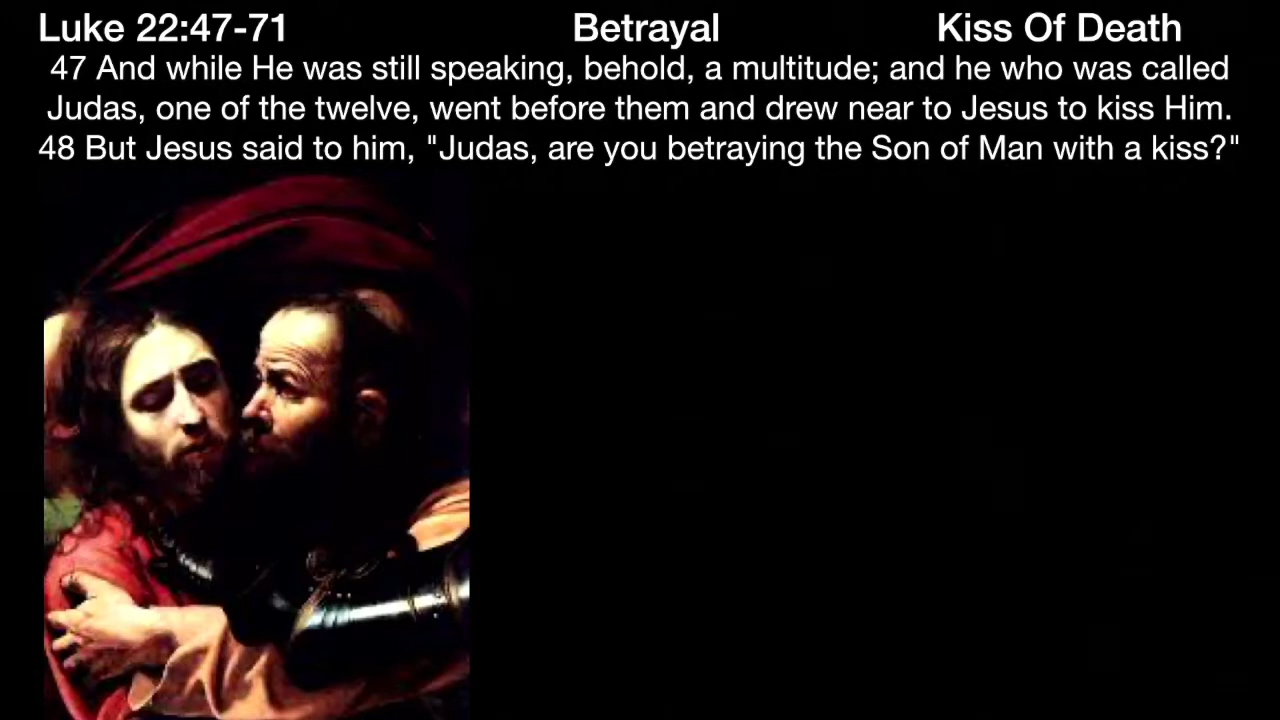 Luke 22:47-71 Betrayal Kiss Of Death
47 And while He was still speaking, behold, a multitude; and he who was called
Judas, one of the twelve, went before them and drew near to Jesus to kiss Him.
48 But Jesus said to him, "Judas, are you betraying the Son of Man with a kiss?"